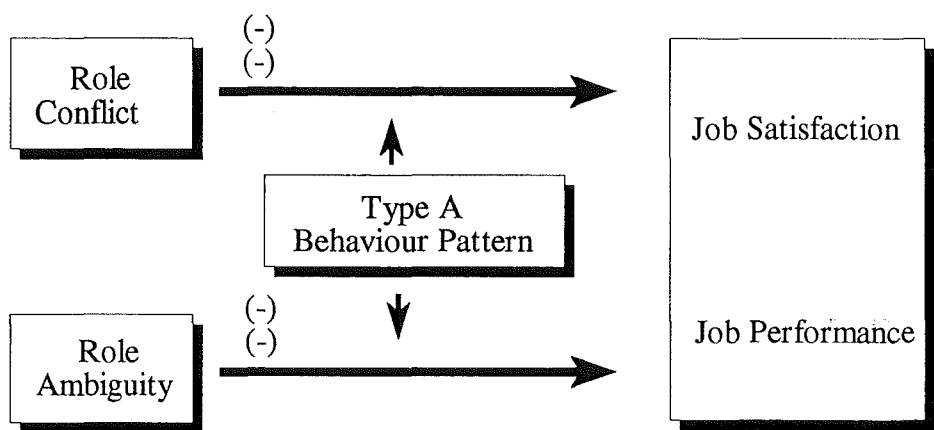 (-)
(-)
Role
Conflict
Type A
Behaviour Pattern
Job Satisfaction
(-)
(-)
Role
Ambiguity
Job Performance